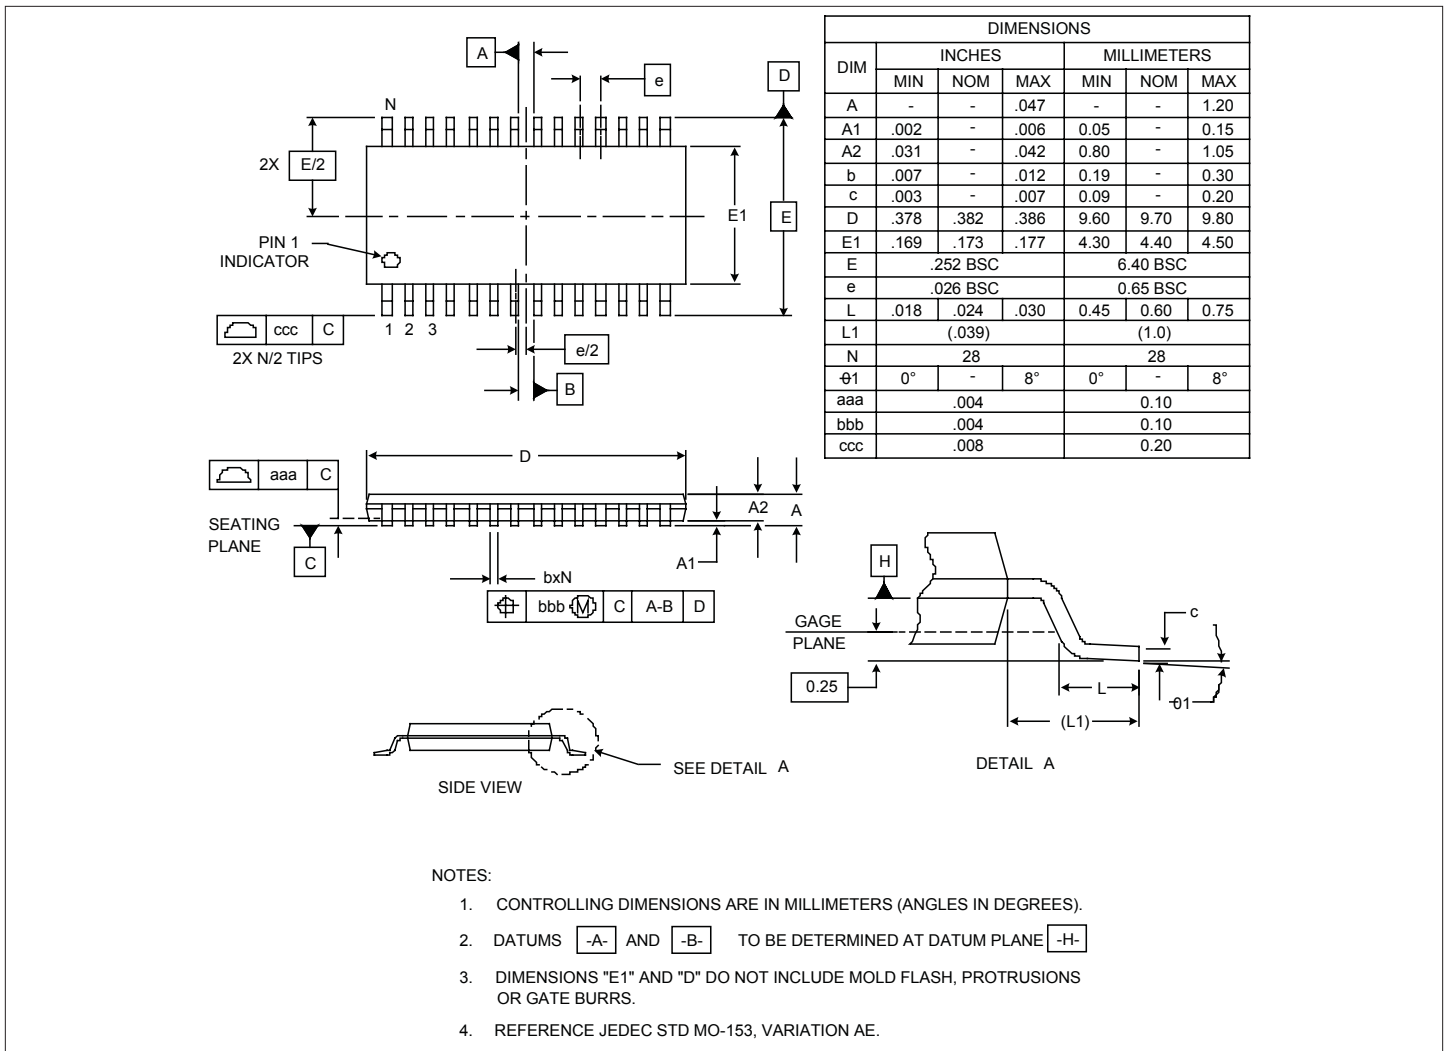 A
e
D
N
2X E/2
E1
E
PIN 1
INDICATOR
ccc C
2X N/2 TIPS
1 2 3
e/2
B
DIMENSIONS
DIM INCHES MILLIMETERS
MIN NOM MAX MIN NOM MAX
A - - .047 - - 1.20
A1 .002 - .006 0.05 - 0.15
A2 .031 - .042 0.80 - 1.05
b .007 - .012 0.19 - 0.30
c .003 - .007 0.09 - 0.20
D .378 .382 .386 9.60 9.70 9.80
E1 .169 .173 .177 4.30 4.40 4.50
E .252 BSC 6.40 BSC
e .026 BSC 0.65 BSC
L .018 .024 .030 0.45 0.60 0.75
L1 (.039) (1.0)
N 28 28
θ1 0° - 8° 0° - 8°
aaa .004 0.10
bbb .004 0.10
ccc .008 0.20
D
aaa C
A2 A
SEATING
PLANE
C
A1
bxN
bbb M C A-B D
H
GAGE
PLANE
c
0.25
L
θ1
(L1)
DETAIL A
SEE DETAIL A
SIDE VIEW
NOTES:
1. CONTROLLING DIMENSIONS ARE IN MILLIMETERS (ANGLES IN DEGREES).
2. DATUMS -A- AND -B- TO BE DETERMINED AT DATUM PLANE -H-
3. DIMENSIONS "E1" AND "D" DO NOT INCLUDE MOLD FLASH, PROTRUSIONS
OR GATE BURRS.
4. REFERENCE JEDEC STD MO-153, VARIATION AE.